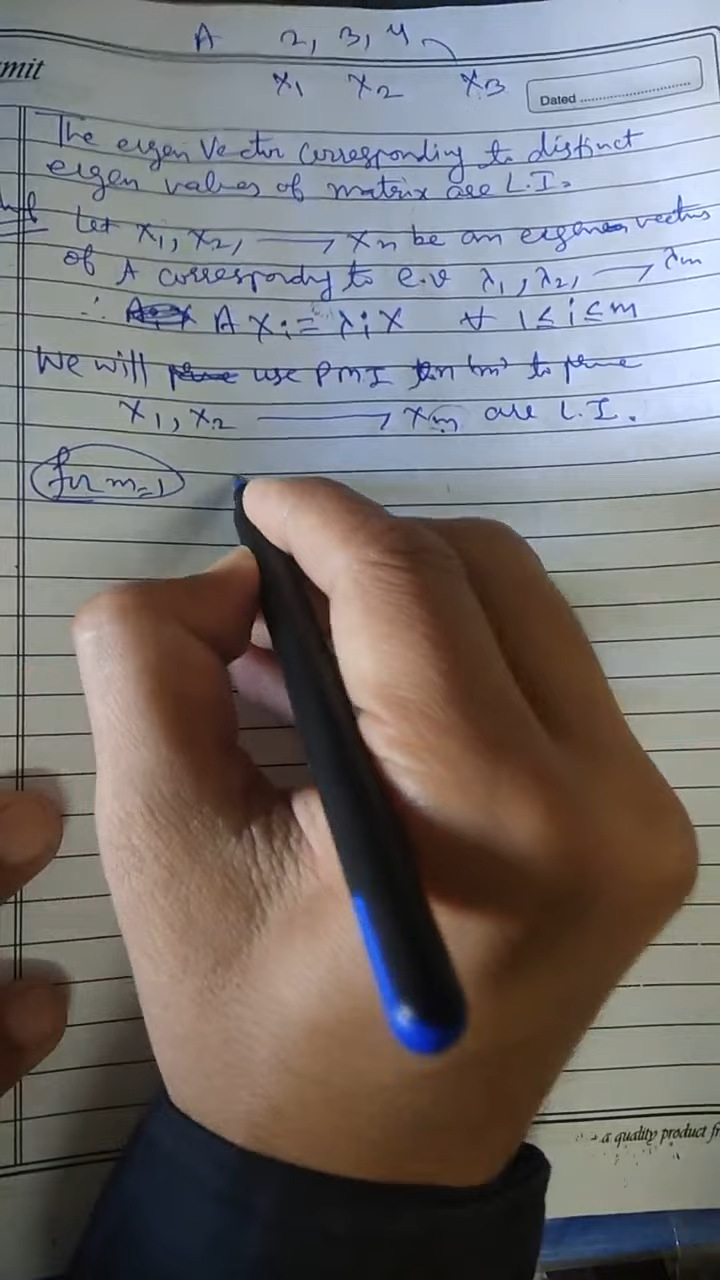 A 2, 3, 4
mit
x1 x2 x3
Dated
The eigen Vector corresponding to distinct
eigen values of matrix are L.I.
Let x1, x2, ⟶ xn be an eigen vectors
of A corresponding to e.v λ1, λ2, ⟶ λm
∴ A Xi = λi X ∀ 1 ≤ i ≤ m
We will use PMI on 'm' to prove
x1, x2 ⟶ xm are L.I.
for m=1
a quality product fr